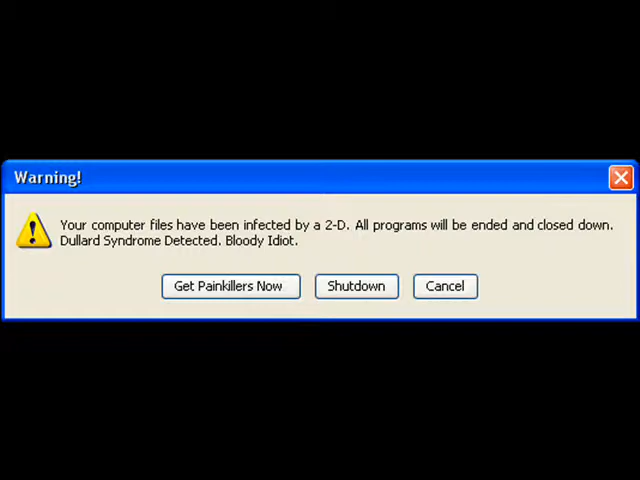 Warning!
Your computer files have been infected by a 2-D. All programs will be ended and closed down.
Dullard Syndrome Detected. Bloody Idiot.
Get Painkillers Now Shutdown Cancel